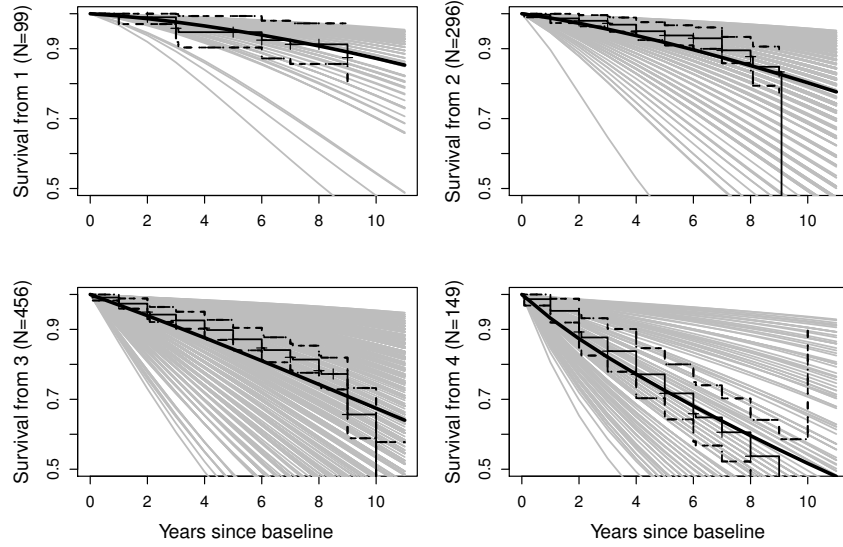 Survival from 1 (N=99)
0.5 0.7 0.9
0 2 4 6 8 10
Survival from 2 (N=296)
0.5 0.7 0.9
0 2 4 6 8 10
Survival from 3 (N=456)
0.5 0.7 0.9
0 2 4 6 8 10
Years since baseline
Survival from 4 (N=149)
0.5 0.7 0.9
0 2 4 6 8 10
Years since baseline